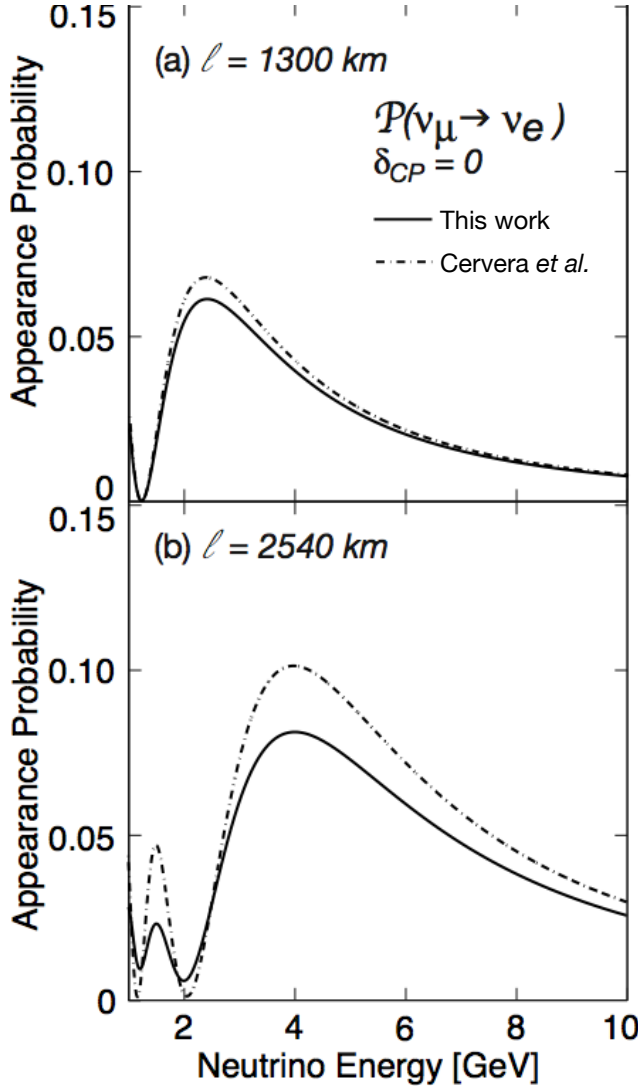 0.15
(a) ℓ = 1300 km
P(νμ → νe)
δCP = 0
This work
Cervera et al.
0.10
0.05
0
Appearance Probability
0.15
(b) ℓ = 2540 km
0.10
0.05
0
Appearance Probability
2 4 6 8 10
Neutrino Energy [GeV]